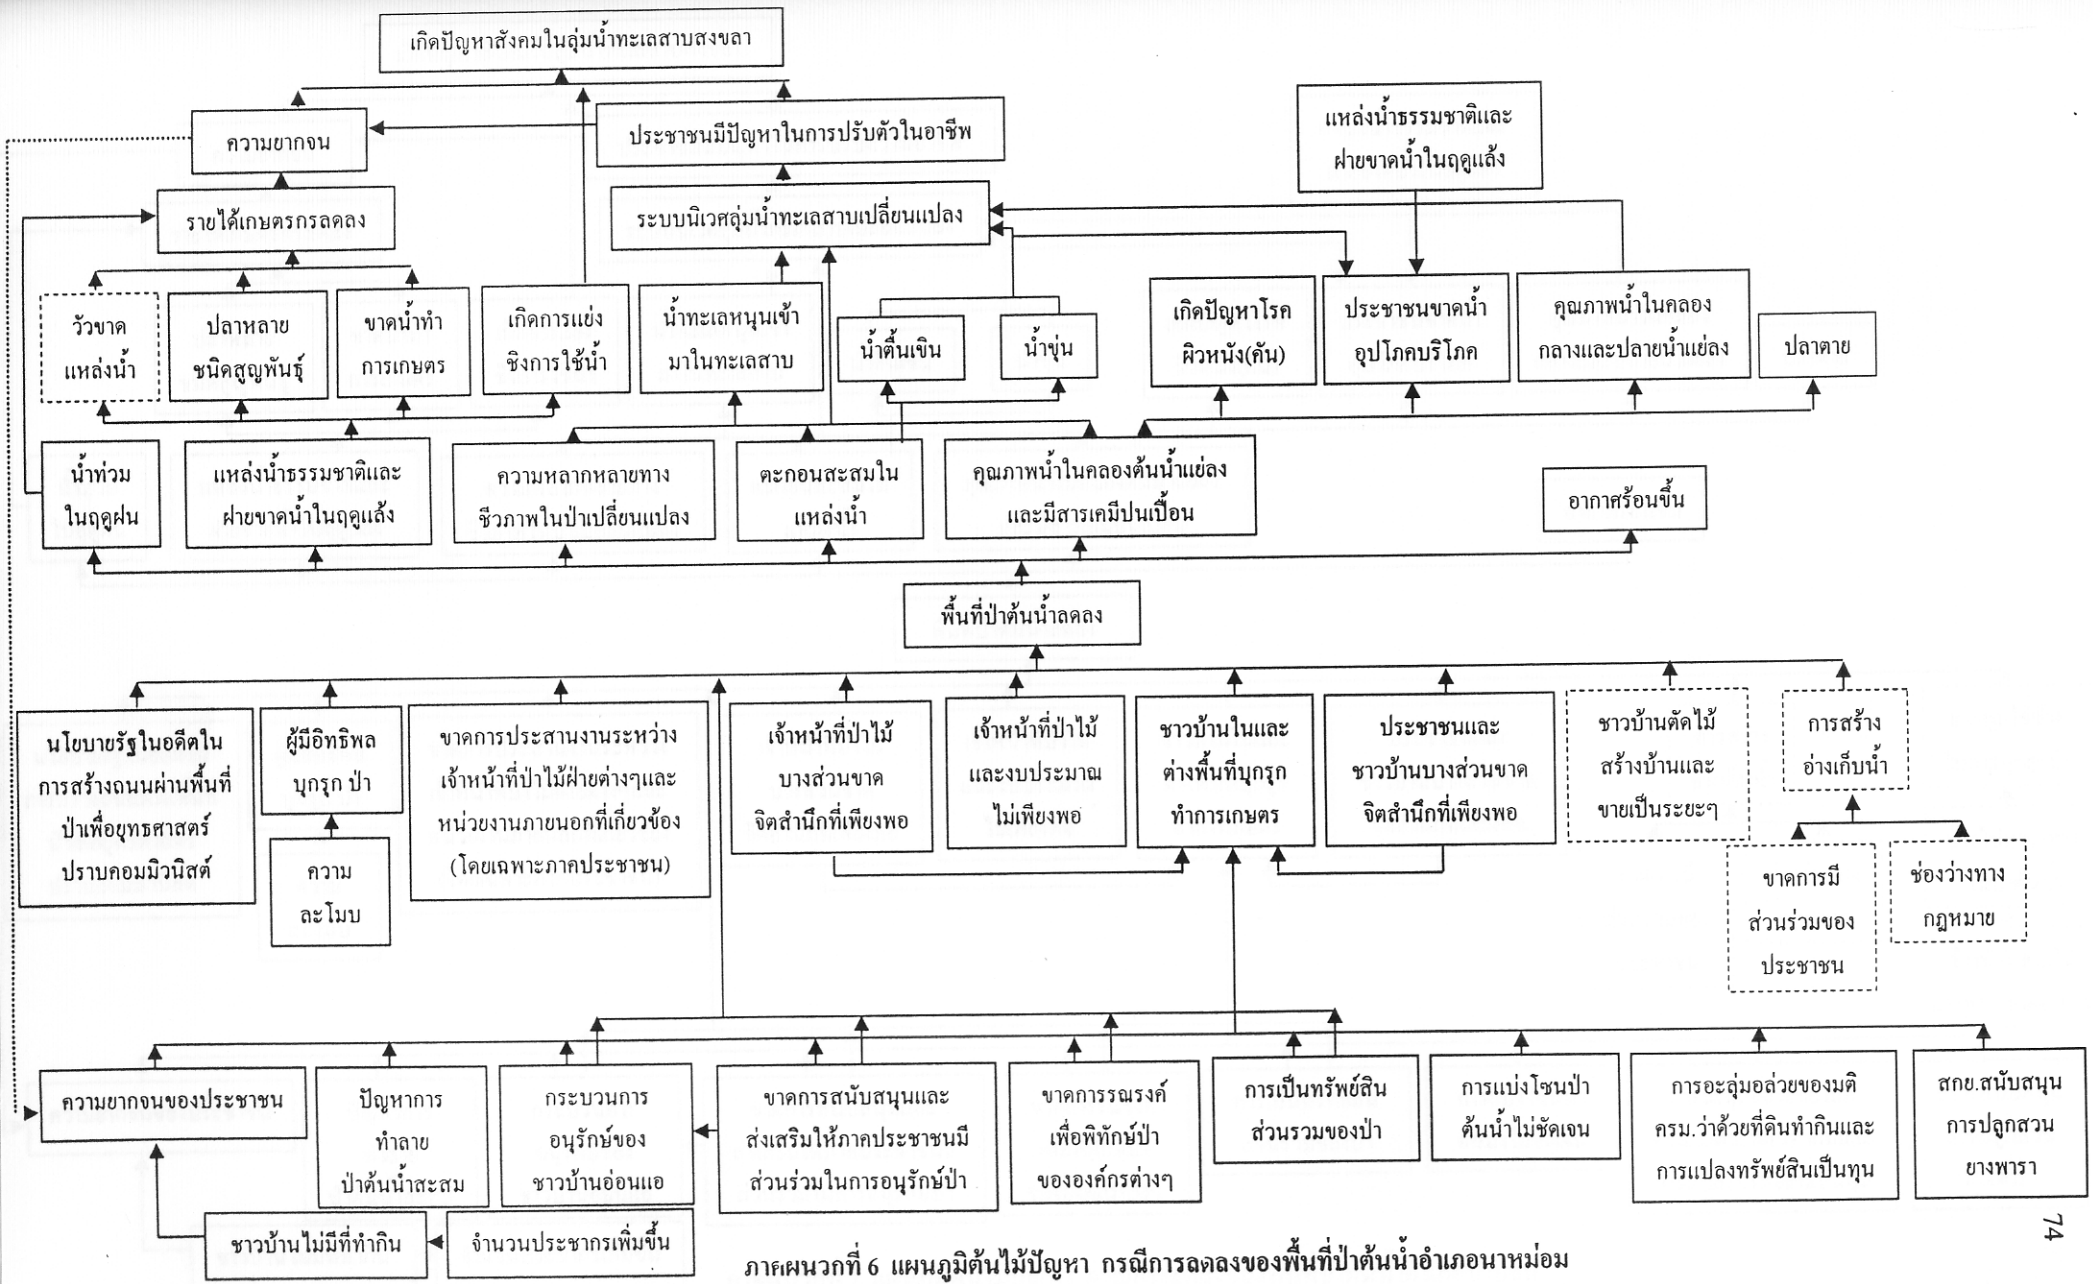 เกิดปัญหาสังคมในลุ่มน้ำทะเลสาบสงขลา
ความยากจน
ประชาชนมีปัญหาในการปรับตัวในอาชีพ
แหล่งน้ำธรรมชาติและ
ฝายขาดน้ำในฤดูแล้ง
รายได้เกษตรกรลดลง
ระบบนิเวศลุ่มน้ำทะเลสาบเปลี่ยนแปลง
วัวขาด
แหล่งน้ำ
ปลาหลาย
ชนิดสูญพันธุ์
ขาดน้ำทำ
การเกษตร
เกิดการแย่ง
ชิงการใช้น้ำ
น้ำทะเลหนุนเข้า
มาในทะเลสาบ
น้ำตื้นเขิน
น้ำขุ่น
เกิดปัญหาโรค
ผิวหนัง(คัน)
ประชาชนขาดน้ำ
อุปโภคบริโภค
คุณภาพน้ำในคลอง
กลางและปลายน้ำแย่ลง
ปลาตาย
น้ำท่วม
ในฤดูฝน
แหล่งน้ำธรรมชาติและ
ฝายขาดน้ำในฤดูแล้ง
ความหลากหลายทาง
ชีวภาพในป่าเปลี่ยนแปลง
ตะกอนสะสมใน
แหล่งน้ำ
คุณภาพน้ำในคลองต้นน้ำแย่ลง
และมีสารเคมีปนเปื้อน
อากาศร้อนขึ้น
พื้นที่ป่าต้นน้ำลดลง
นโยบายรัฐในอดีตใน
การสร้างถนนผ่านพื้นที่
ป่าเพื่อยุทธศาสตร์
ปราบคอมมิวนิสต์
ผู้มีอิทธิพล
บุกรุก ป่า
ความ
ละโมบ
ขาดการประสานงานระหว่าง
เจ้าหน้าที่ป่าไม้ฝ่ายต่างๆและ
หน่วยงานภายนอกที่เกี่ยวข้อง
(โดยเฉพาะภาคประชาชน)
เจ้าหน้าที่ป่าไม้
บางส่วนขาด
จิตสำนึกที่เพียงพอ
เจ้าหน้าที่ป่าไม้
และงบประมาณ
ไม่เพียงพอ
ชาวบ้านในและ
ต่างพื้นที่บุกรุก
ทำการเกษตร
ประชาชนและ
ชาวบ้านบางส่วนขาด
จิตสำนึกที่เพียงพอ
ชาวบ้านตัดไม้
สร้างบ้านและ
ขายเป็นระยะๆ
การสร้าง
อ่างเก็บน้ำ
ขาดการมี
ส่วนร่วมของ
ประชาชน
ช่องว่างทาง
กฎหมาย
ความยากจนของประชาชน
ปัญหาการ
ทำลาย
ป่าต้นน้ำสะสม
กระบวนการ
อนุรักษ์ของ
ชาวบ้านอ่อนแอ
ขาดการสนับสนุนและ
ส่งเสริมให้ภาคประชาชนมี
ส่วนร่วมในการอนุรักษ์ป่า
ขาดการรณรงค์
เพื่อพิทักษ์ป่า
ขององค์กรต่างๆ
การเป็นทรัพย์สิน
ส่วนรวมของป่า
การแบ่งโซนป่า
ต้นน้ำไม่ชัดเจน
การอะลุ่มอล่วยของมติ
ครม.ว่าด้วยที่ดินทำกินและ
การแปลงทรัพย์สินเป็นทุน
สกย.สนับสนุน
การปลูกสวน
ยางพารา
ชาวบ้านไม่มีที่ทำกิน
จำนวนประชากรเพิ่มขึ้น
ภาคผนวกที่ 6 แผนภูมิต้นไม้ปัญหา กรณีการลดลงของพื้นที่ป่าต้นน้ำอำเภอนาหม่อม
74